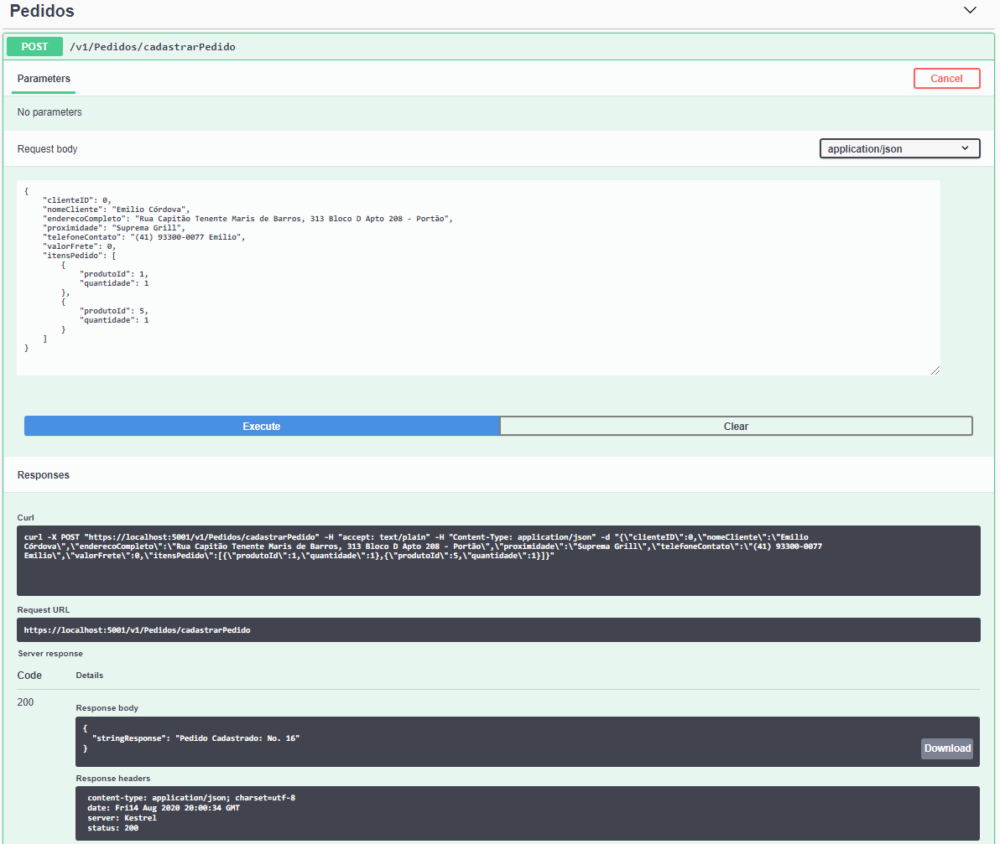 Pedidos
POST /v1/Pedidos/cadastrarPedido
Parameters
Cancel
No parameters
Request body
application/json
{
    "clienteID": 0,
    "nomeCliente": "Emilio Córdova",
    "enderecoCompleto": "Rua Capitão Tenente Maris de Barros, 313 Bloco D Apto 208 - Portão",
    "proximidade": "Suprema Grill",
    "telefoneContato": "(41) 93300-0077 Emilio",
    "valorFrete": 0,
    "itensPedido": [
        {
            "produtoId": 1,
            "quantidade": 1
        },
        {
            "produtoId": 5,
            "quantidade": 1
        }
    ]
}
Execute
Clear
Responses
Curl
curl -X POST "https://localhost:5001/v1/Pedidos/cadastrarPedido" -H "accept: text/plain" -H "Content-Type: application/json" -d "{\"clienteID\":0,\"nomeCliente\":\"Emilio
Córdova\",\"enderecoCompleto\":\"Rua Capitão Tenente Maris de Barros, 313 Bloco D Apto 208 - Portão\",\"proximidade\":\"Suprema Grill\",\"telefoneContato\":\"(41) 93300-0077
Emilio\",\"valorFrete\":0,\"itensPedido\":[{\"produtoId\":1,\"quantidade\":1},{\"produtoId\":5,\"quantidade\":1}]}"
Request URL
https://localhost:5001/v1/Pedidos/cadastrarPedido
Server response
Code
Details
200
Response body
{
  "stringResponse": "Pedido Cadastrado: No. 16"
}
Download
Response headers
content-type: application/json; charset=utf-8
date: Fri14 Aug 2020 20:00:34 GMT
server: Kestrel
status: 200